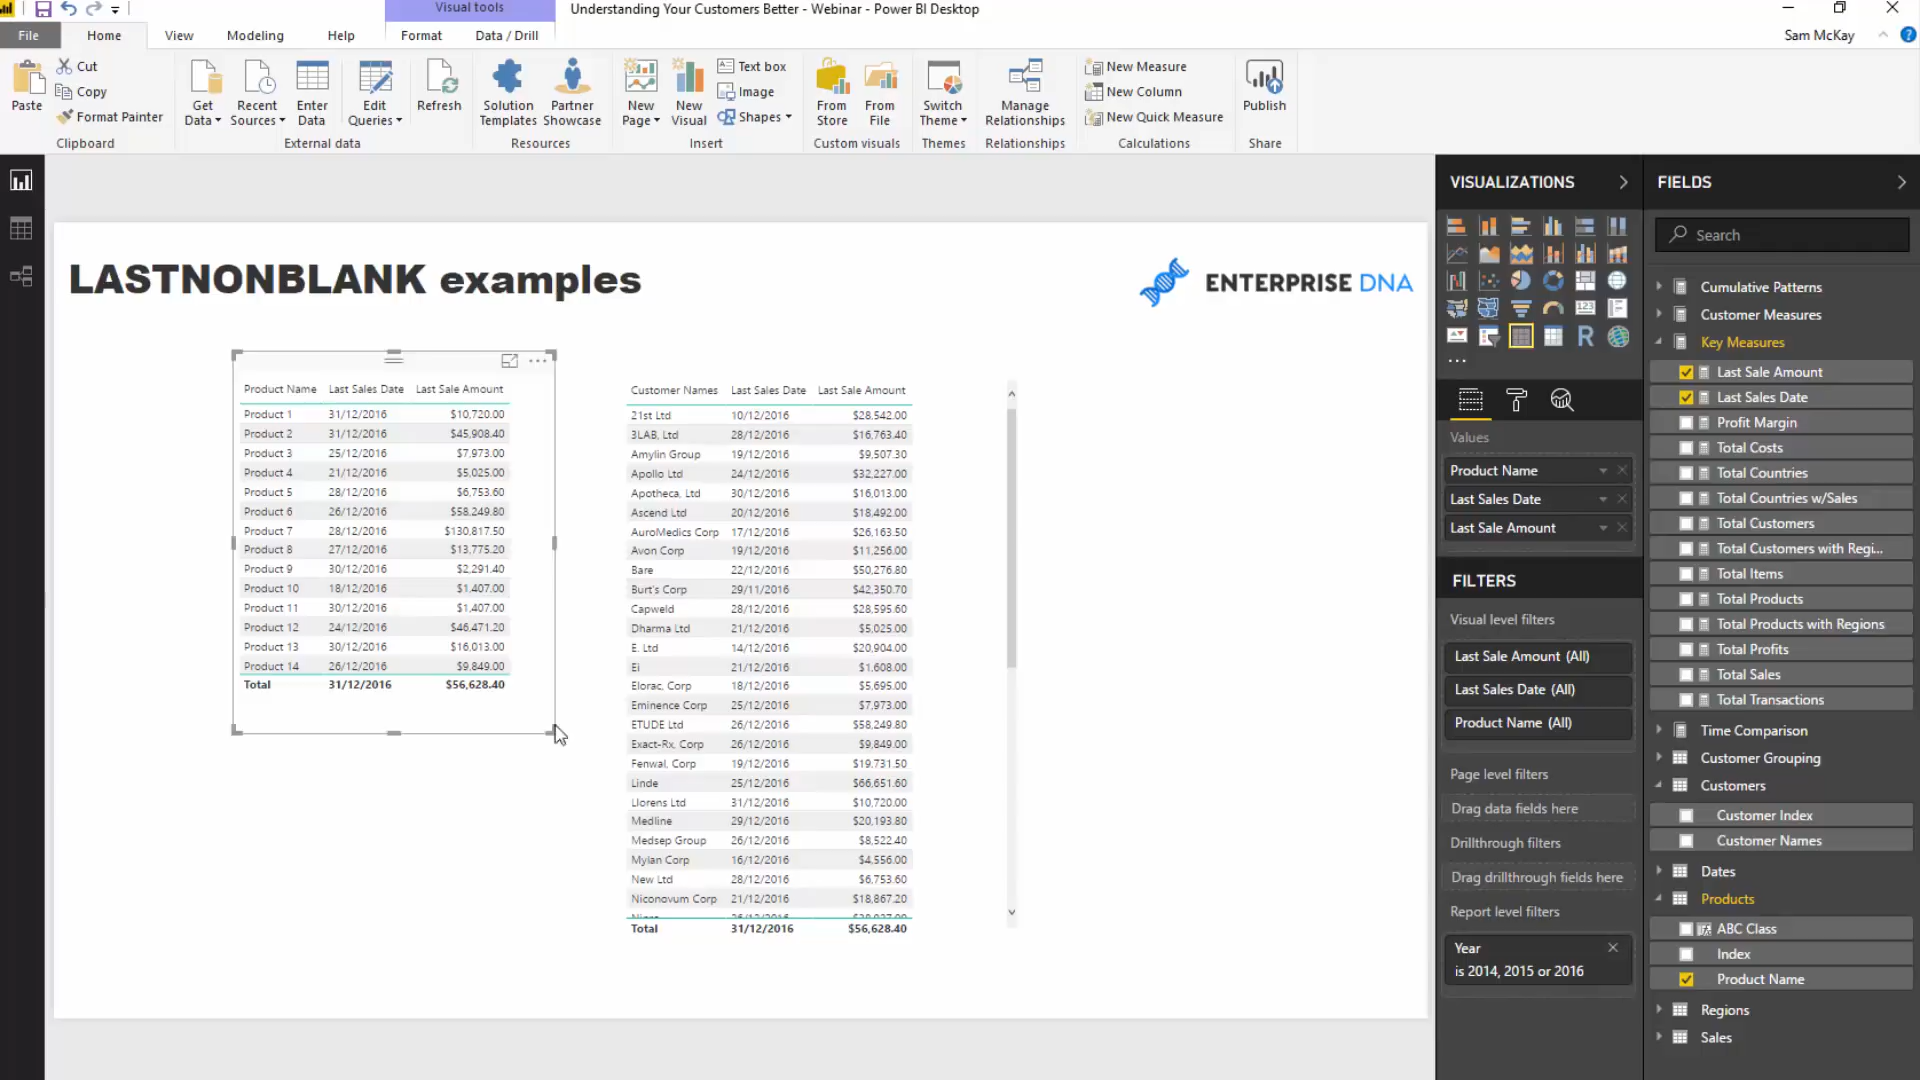 Visual tools
Understanding Your Customers Better - Webinar - Power BI Desktop
File
Home
View
Modeling
Help
Format
Data / Drill
Sam McKay
Paste
Cut
Copy
Format Painter
Clipboard
Get Data
Recent Sources
Enter Data
Edit Queries
External data
Refresh
Solution Templates
Partner Showcase
Resources
New Page
New Visual
Text box
Image
Shapes
Insert
From Store
From File
Custom visuals
Switch Theme
Themes
Manage Relationships
Relationships
New Measure
New Column
New Quick Measure
Calculations
Publish
Share
LASTNONBLANK examples
ENTERPRISE DNA
Product Name Last Sales Date Last Sale Amount
Product 1 31/12/2016 $10,720.00
Product 2 31/12/2016 $45,908.40
Product 3 25/12/2016 $7,973.00
Product 4 21/12/2016 $5,025.00
Product 5 28/12/2016 $6,753.60
Product 6 26/12/2016 $58,249.80
Product 7 28/12/2016 $130,817.50
Product 8 27/12/2016 $13,775.20
Product 9 30/12/2016 $2,291.40
Product 10 18/12/2016 $1,407.00
Product 11 30/12/2016 $1,407.00
Product 12 24/12/2016 $46,471.20
Product 13 30/12/2016 $16,013.00
Product 14 26/12/2016 $9,849.00
Total 31/12/2016 $56,628.40
Customer Names Last Sales Date Last Sale Amount
21st Ltd 10/12/2016 $28,542.00
3LAB, Ltd 28/12/2016 $16,763.40
Amylin Group 19/12/2016 $9,507.30
Apollo Ltd 24/12/2016 $32,227.00
Apotheca, Ltd 30/12/2016 $16,013.00
Ascend Ltd 20/12/2016 $18,492.00
AuroMedics Corp 17/12/2016 $26,163.50
Avon Corp 19/12/2016 $11,256.00
Bare 22/12/2016 $50,276.80
Burt's Corp 29/11/2016 $42,350.70
Capweld 28/12/2016 $28,595.60
Dharma Ltd 21/12/2016 $5,025.00
E. Ltd 14/12/2016 $20,904.00
Ei 21/12/2016 $1,608.00
Elorac, Corp 18/12/2016 $5,695.00
Eminence Corp 25/12/2016 $7,973.00
ETUDE Ltd 26/12/2016 $58,249.80
Exact-Rx, Corp 26/12/2016 $9,849.00
Fenwal, Corp 19/12/2016 $19,731.50
Linde 25/12/2016 $66,651.60
Llorens Ltd 31/12/2016 $10,720.00
Medline 29/12/2016 $20,193.80
Medsep Group 26/12/2016 $8,522.40
Mylan Corp 16/12/2016 $4,556.00
New Ltd 28/12/2016 $6,753.60
Niconovum Corp 21/12/2016 $18,867.20
Total 31/12/2016 $56,628.40
VISUALIZATIONS
Values
Product Name
Last Sales Date
Last Sale Amount
FILTERS
Visual level filters
Last Sale Amount (All)
Last Sales Date (All)
Product Name (All)
Page level filters
Drag data fields here
Drillthrough filters
Drag drillthrough fields here
Report level filters
Year
is 2014, 2015 or 2016
FIELDS
Search
Cumulative Patterns
Customer Measures
Key Measures
Last Sale Amount
Last Sales Date
Profit Margin
Total Costs
Total Countries
Total Countries w/Sales
Total Customers
Total Customers with Regi...
Total Items
Total Products
Total Products with Regions
Total Profits
Total Sales
Total Transactions
Time Comparison
Customer Grouping
Customers
Customer Index
Customer Names
Dates
Products
ABC Class
Index
Product Name
Regions
Sales